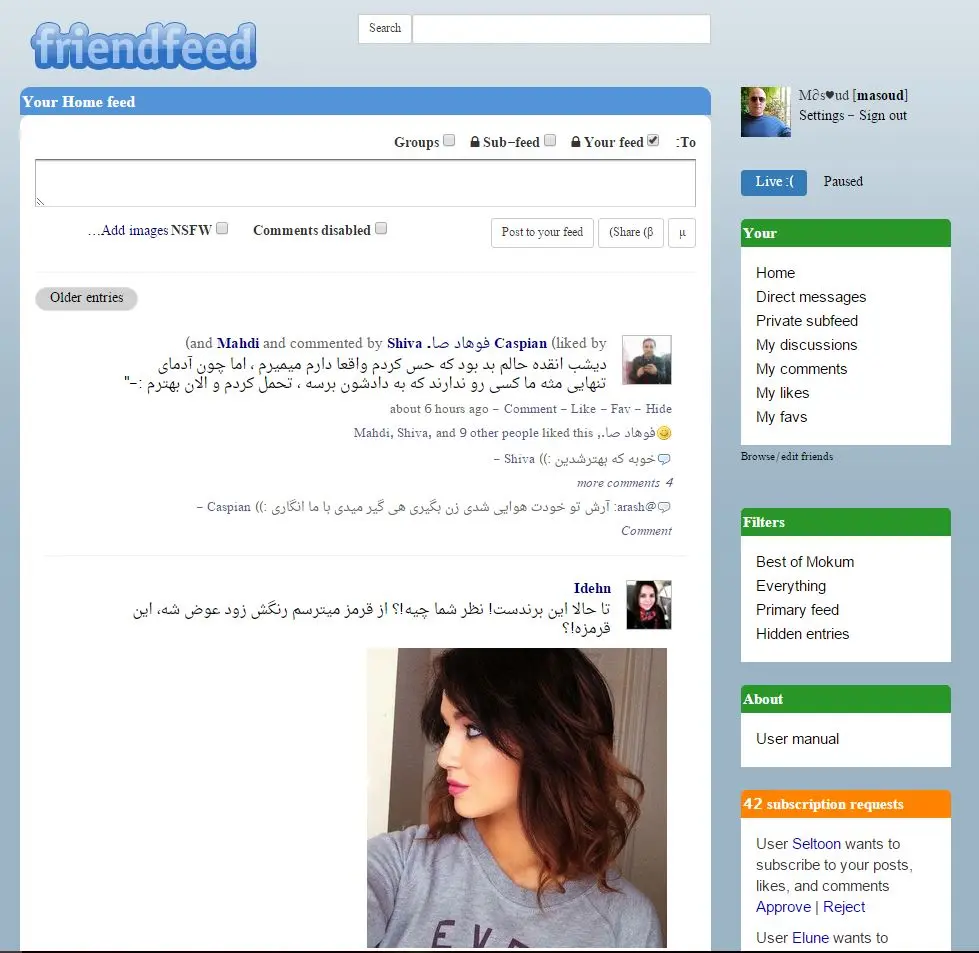 friendfeed
Search
Your Home feed
Groups Sub-feed Your feed :To
...Add images NSFW Comments disabled Post to your feed (Share (β μ
Older entries
(and Mahdi and commented by Shiva فوهاد صا. Caspian (liked by
دیشب انقده حالم بد بود که حس کردم واقعا دارم میمیرم ، اما چون آدمای
تنهایی مثه ما کسی رو ندارند که به دادشون برسه ، تحمل کردم و الان بهترم :-"
about 6 hours ago - Comment - Like - Fav - Hide
Mahdi, Shiva, and 9 other people liked this ,.فوهاد صا
خوبه که بهترشدین :)) Shiva -
more comments 4
@arash: آرش تو خودت هوایی شدی زن بگیری هی گیر میدی با ما انگاری :)) Caspian -
Comment
Idehn
تا حالا این برندست! نظر شما چیه!؟ از قرمز میترسم رنگش زود عوض شه، این
قرمزه!؟
M∂s♥ud [masoud]
Settings - Sign out
Live :( Paused
Your
Home
Direct messages
Private subfeed
My discussions
My comments
My likes
My favs
Browse/edit friends
Filters
Best of Mokum
Everything
Primary feed
Hidden entries
About
User manual
42 subscription requests
User Seltoon wants to
subscribe to your posts,
likes, and comments
Approve | Reject
User Elune wants to